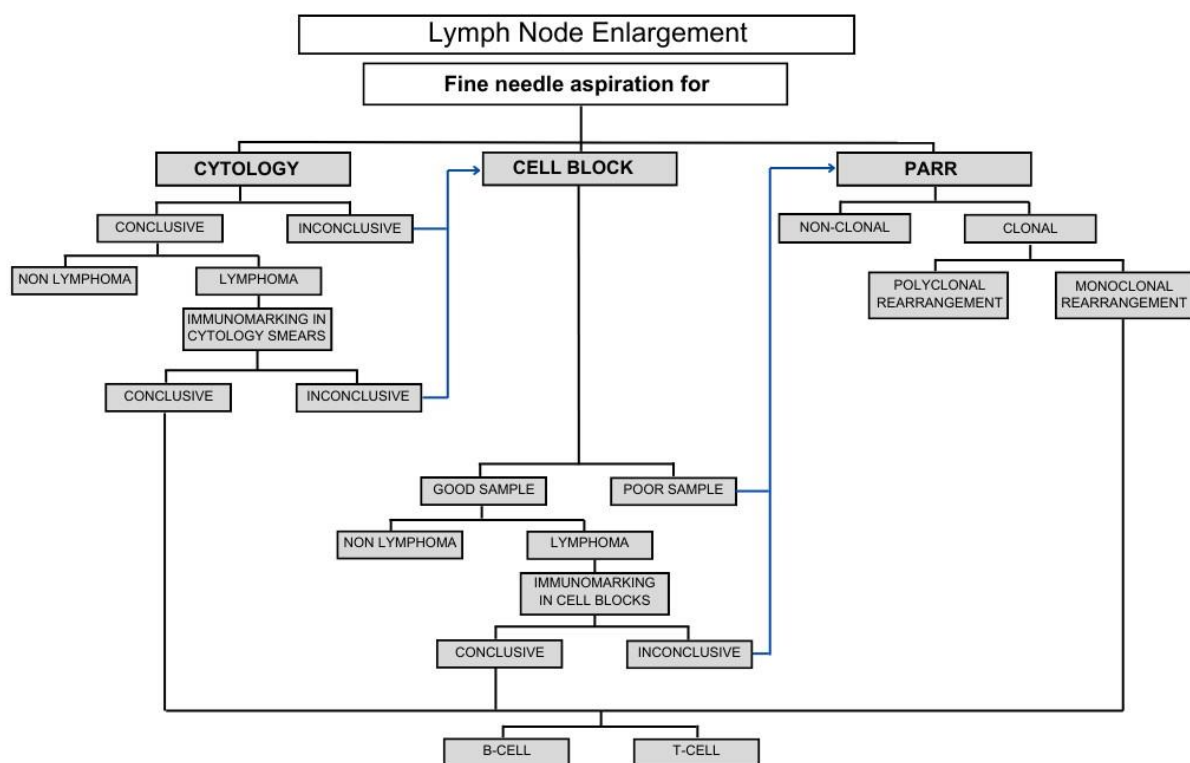 Lymph Node Enlargement
Fine needle aspiration for
CYTOLOGY
CELL BLOCK
PARR
CONCLUSIVE
INCONCLUSIVE
NON-CLONAL
CLONAL
NON LYMPHOMA
LYMPHOMA
POLYCLONAL
REARRANGEMENT
MONOCLONAL
REARRANGEMENT
IMMUNOMARKING IN
CYTOLOGY SMEARS
CONCLUSIVE
INCONCLUSIVE
GOOD SAMPLE
POOR SAMPLE
NON LYMPHOMA
LYMPHOMA
IMMUNOMARKING
IN CELL BLOCKS
CONCLUSIVE
INCONCLUSIVE
B-CELL
T-CELL